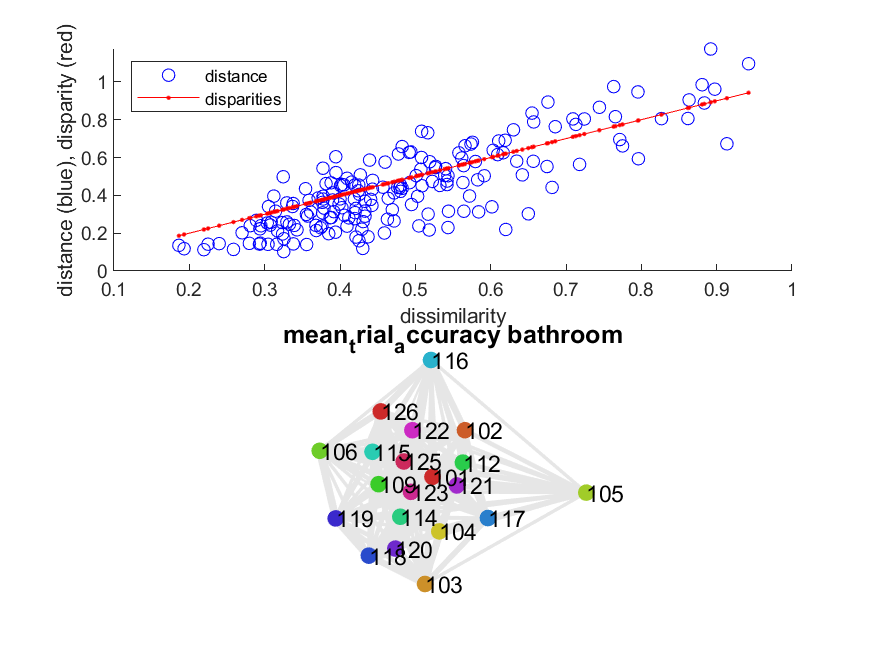 distance (blue), disparity (red)
distance
disparities
1
0.8
0.6
0.4
0.2
0
0.1 0.2 0.3 0.4 0.5 0.6 0.7 0.8 0.9 1
dissimilarity
mean_trial_accuracy bathroom
116
126
122 102
106 115
125 112
101
109 123 121 105
119 114 117
104
118 120
103